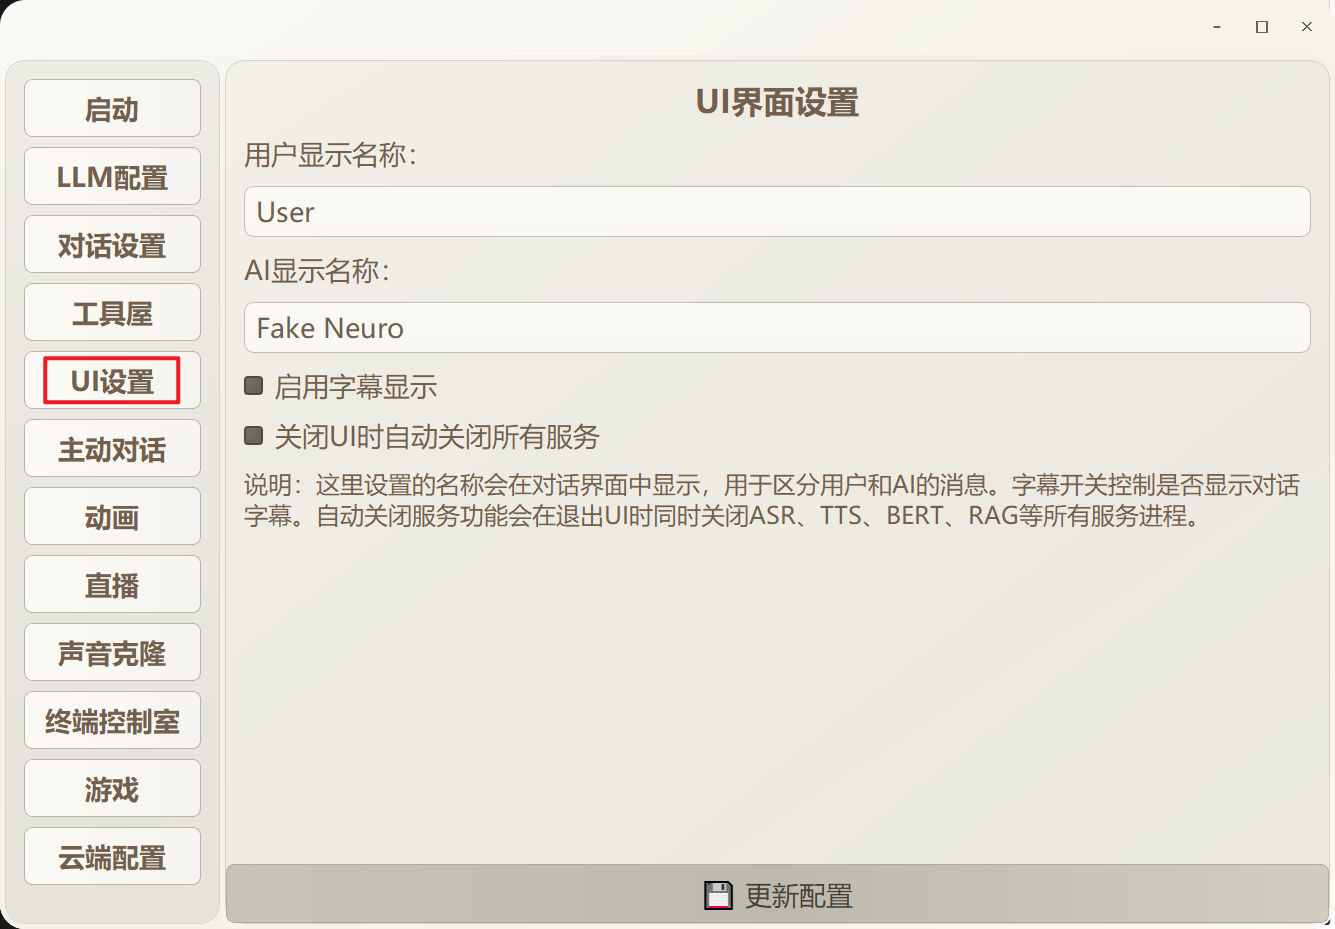 启动
LLM配置
对话设置
工具屋
UI设置
主动对话
动画
直播
声音克隆
终端控制室
游戏
云端配置
UI界面设置
用户显示名称：
User
AI显示名称：
Fake Neuro
启用字幕显示
关闭UI时自动关闭所有服务
说明：这里设置的名称会在对话界面中显示，用于区分用户和AI的消息。字幕开关控制是否显示对话
字幕。自动关闭服务功能会在退出UI时同时关闭ASR、TTS、BERT、RAG等所有服务进程。
更新配置